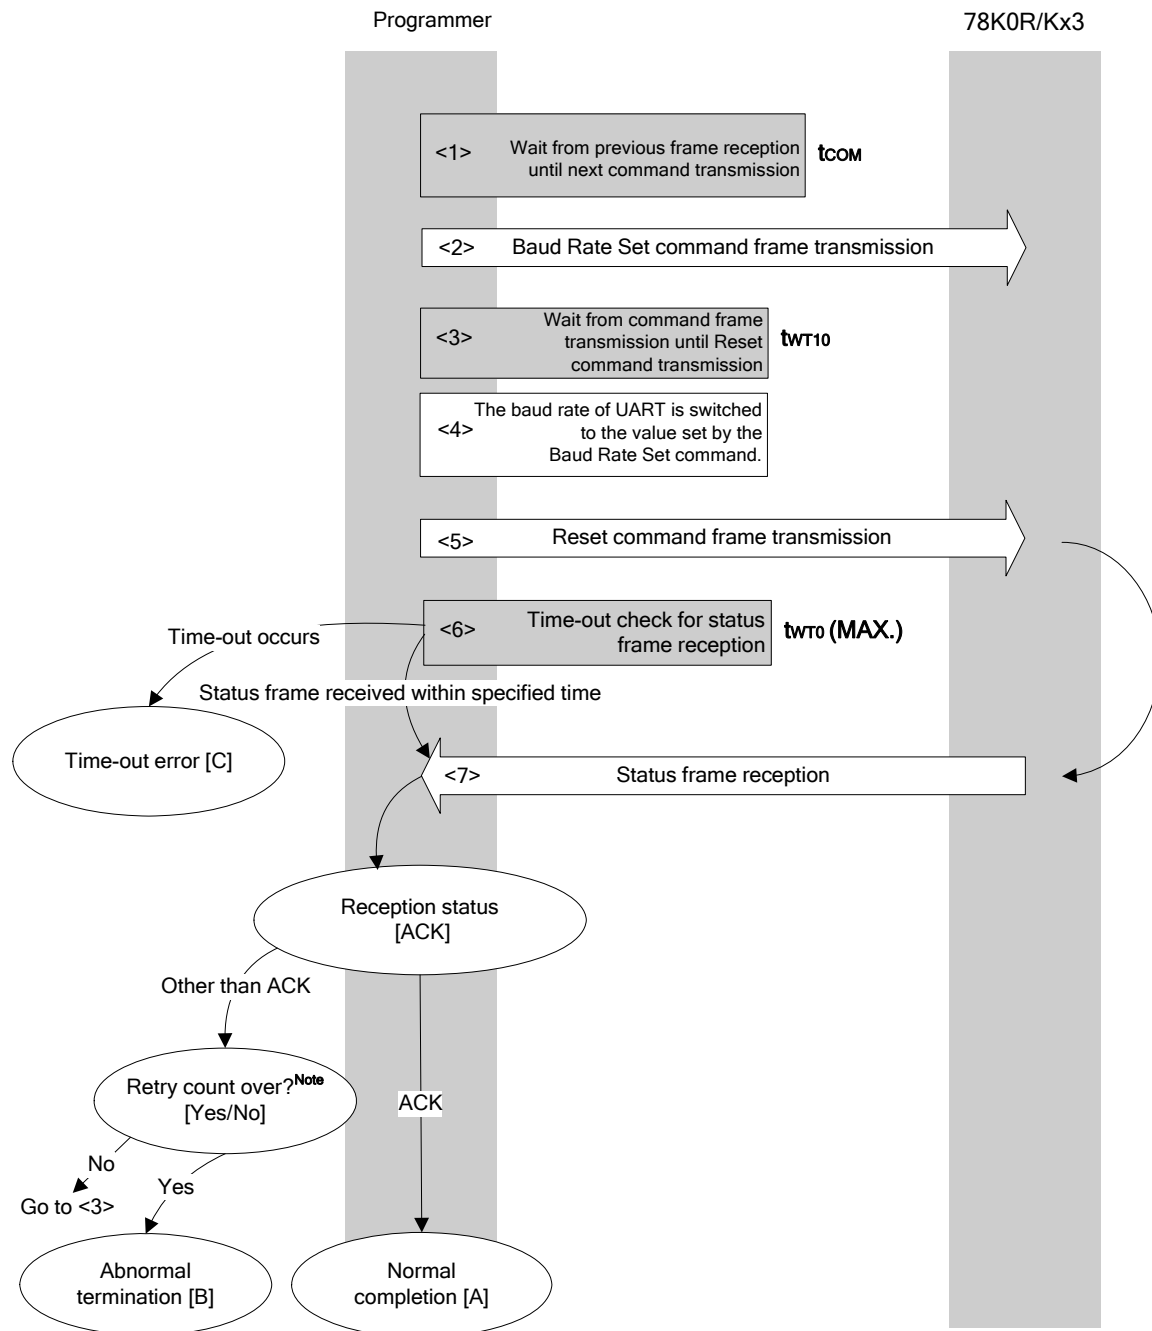 Programmer
78K0R/Kx3
<1>
Wait from previous frame reception
until next command transmission
tCOM
<2>
Baud Rate Set command frame transmission
<3>
Wait from command frame
transmission until Reset
command transmission
tWT10
<4>
The baud rate of UART is switched
to the value set by the
Baud Rate Set command.
<5>
Reset command frame transmission
<6>
Time-out check for status
frame reception
tWT0 (MAX.)
Time-out occurs
Status frame received within specified time
Time-out error [C]
<7>
Status frame reception
Reception status
[ACK]
Other than ACK
Retry count over?Note
[Yes/No]
ACK
No
Go to <3>
Yes
Abnormal
termination [B]
Normal
completion [A]